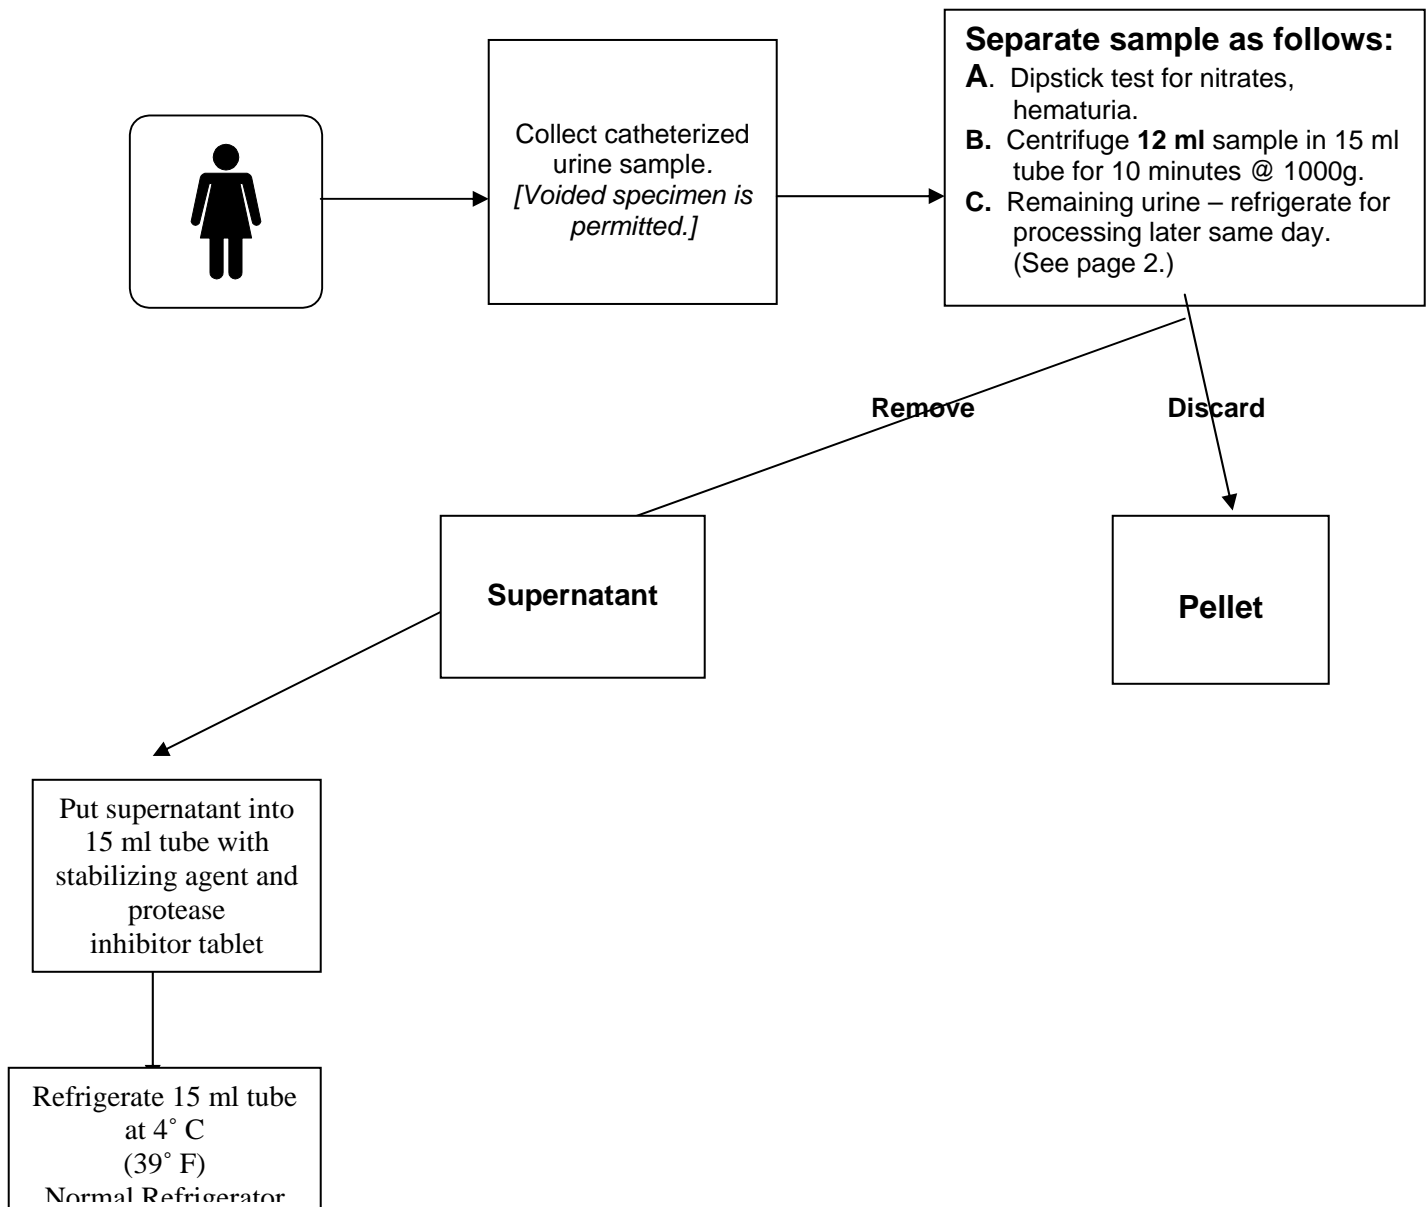 Collect catheterized
urine sample.
[Voided specimen is
permitted.]
Separate sample as follows:
A. Dipstick test for nitrates,
hematuria.
B. Centrifuge 12 ml sample in 15 ml
tube for 10 minutes @ 1000g.
C. Remaining urine – refrigerate for
processing later same day.
(See page 2.)
Remove
Discard
Supernatant
Pellet
Put supernatant into
15 ml tube with
stabilizing agent and
protease
inhibitor tablet
Refrigerate 15 ml tube
at 4˚ C
(39˚ F)
Normal Refrigerator